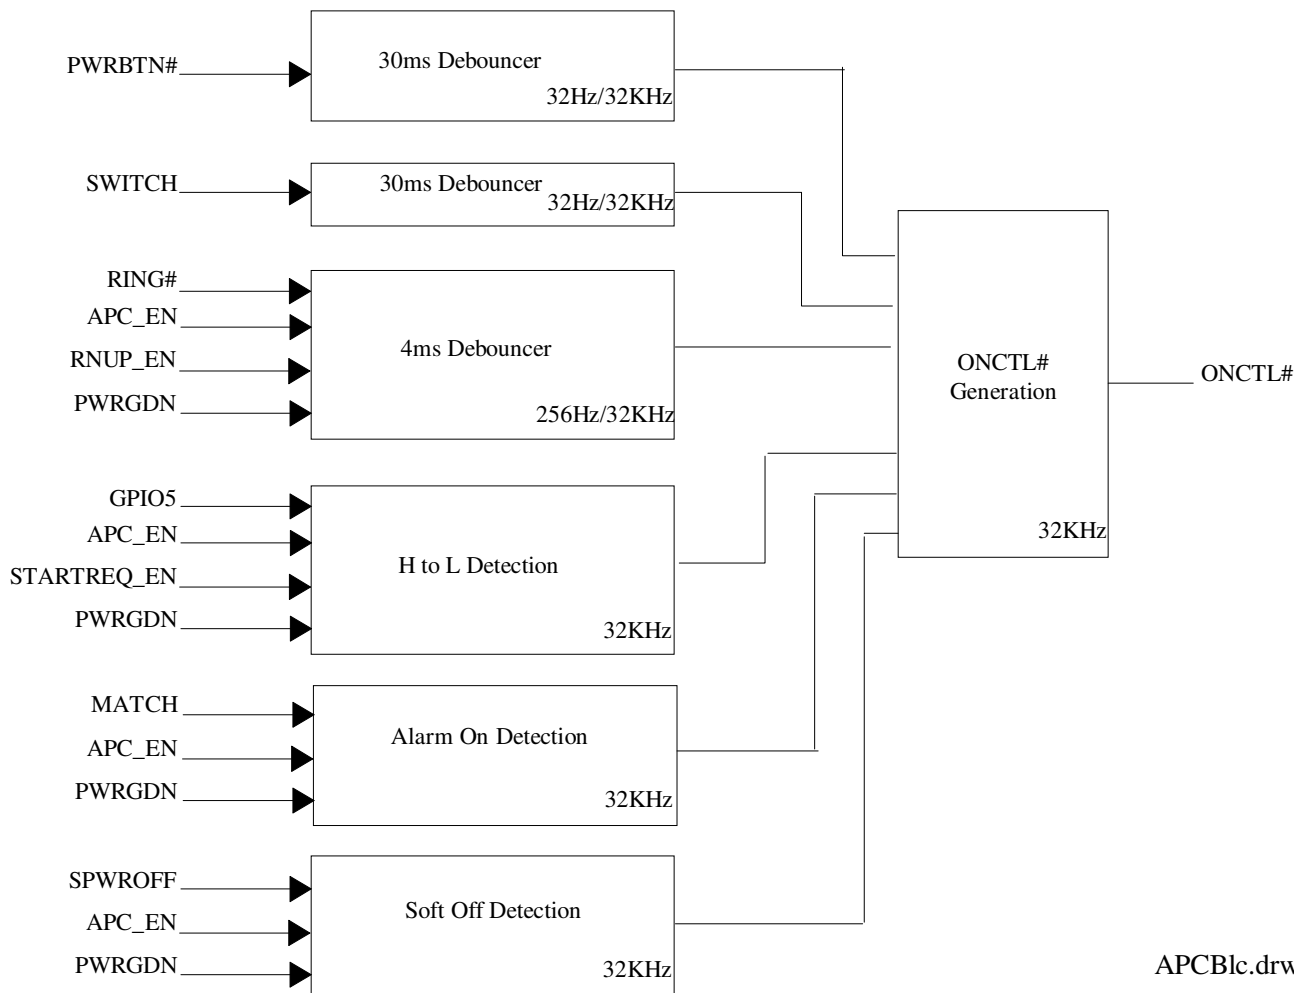 PWRBTN#
30ms Debouncer
32Hz/32KHz
SWITCH
30ms Debouncer
32Hz/32KHz
RING#
APC_EN
RNUP_EN
PWRGDN
4ms Debouncer
256Hz/32KHz
GPIO5
APC_EN
STARTREQ_EN
PWRGDN
H to L Detection
32KHz
MATCH
APC_EN
PWRGDN
Alarm On Detection
32KHz
SPWROFF
APC_EN
PWRGDN
Soft Off Detection
32KHz
ONCTL#
Generation
32KHz
ONCTL#
APCBlc.drw